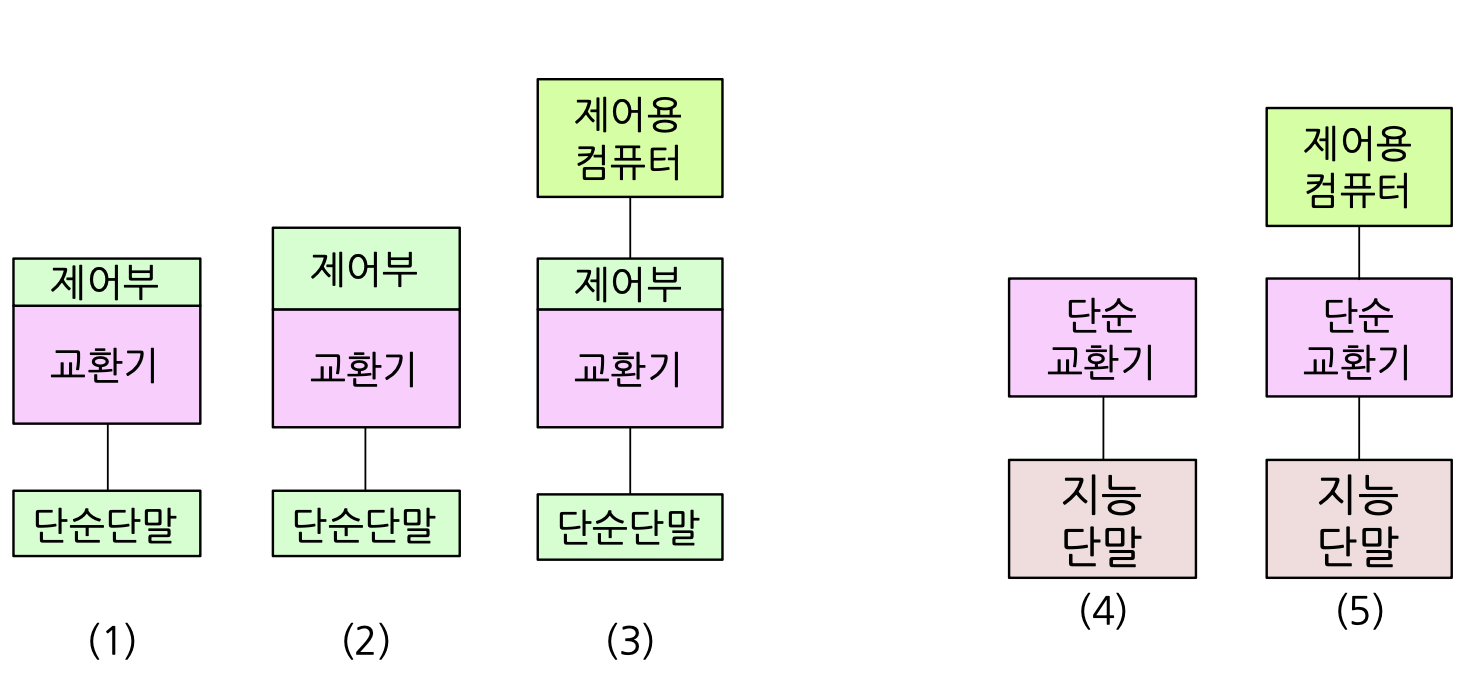 제어부
교환기
단순단말
(1)
제어부
교환기
단순단말
(2)
제어용
컴퓨터
제어부
교환기
단순단말
(3)
단순
교환기
지능
단말
(4)
제어용
컴퓨터
단순
교환기
지능
단말
(5)